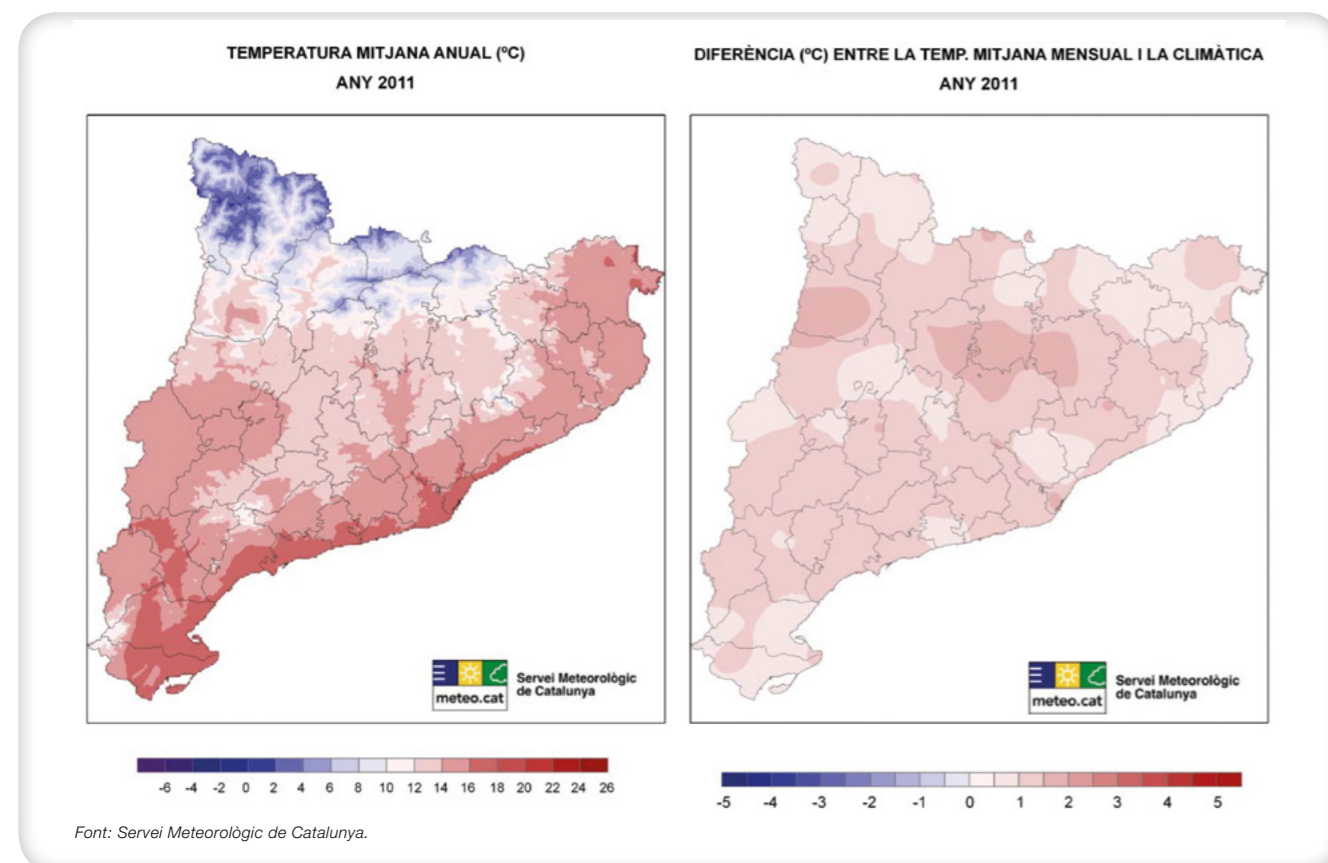 TEMPERATURA MITJANA ANUAL (ºC)
ANY 2011
meteo.cat
Servei Meteorològic
de Catalunya
-6 -4 -2 0 2 4 6 8 10 12 14 16 18 20 22 24 26
DIFERÈNCIA (ºC) ENTRE LA TEMP. MITJANA MENSUAL I LA CLIMÀTICA
ANY 2011
meteo.cat
Servei Meteorològic
de Catalunya
-5 -4 -3 -2 -1 0 1 2 3 4 5
Font: Servei Meteorològic de Catalunya.